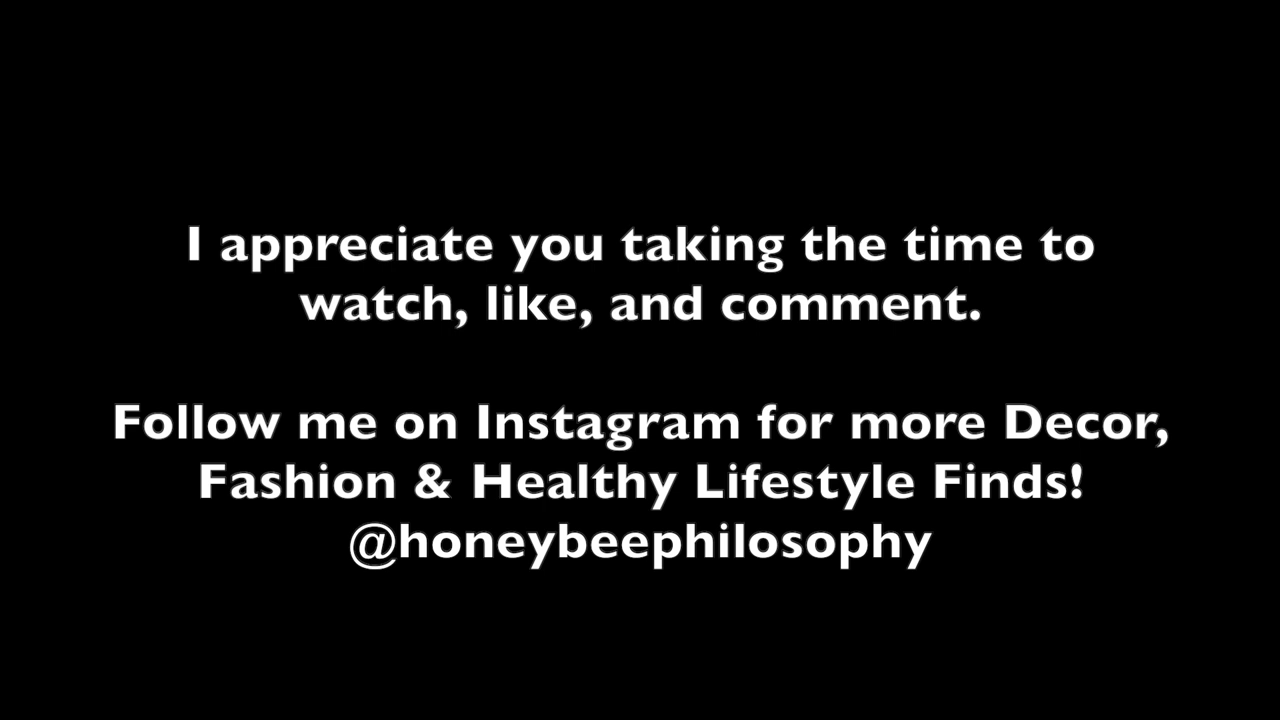 I appreciate you taking the time to
watch, like, and comment.
Follow me on Instagram for more Decor,
Fashion & Healthy Lifestyle Finds!
@honeybeephilosophy